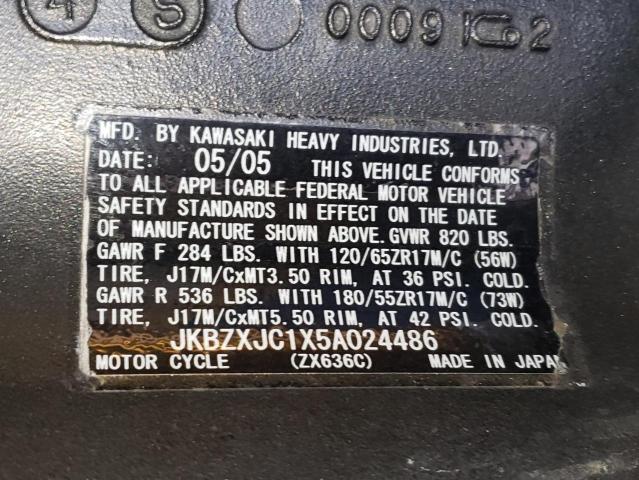 4 S 0009 2
MFD. BY KAWASAKI HEAVY INDUSTRIES, LTD.
DATE: 05/05 THIS VEHICLE CONFORMS
TO ALL APPLICABLE FEDERAL MOTOR VEHICLE
SAFETY STANDARDS IN EFFECT ON THE DATE
OF MANUFACTURE SHOWN ABOVE. GVWR 820 LBS.
GAWR F 284 LBS. WITH 120/65ZR17M/C (56W)
TIRE, J17M/CxMT3.50 RIM, AT 36 PSI. COLD.
GAWR R 536 LBS. WITH 180/55ZR17M/C (73W)
TIRE, J17M/CxMT5.50 RIM, AT 42 PSI. COLD.
JKBZXJC1X5A024486
MOTOR CYCLE (ZX636C) MADE IN JAPAN